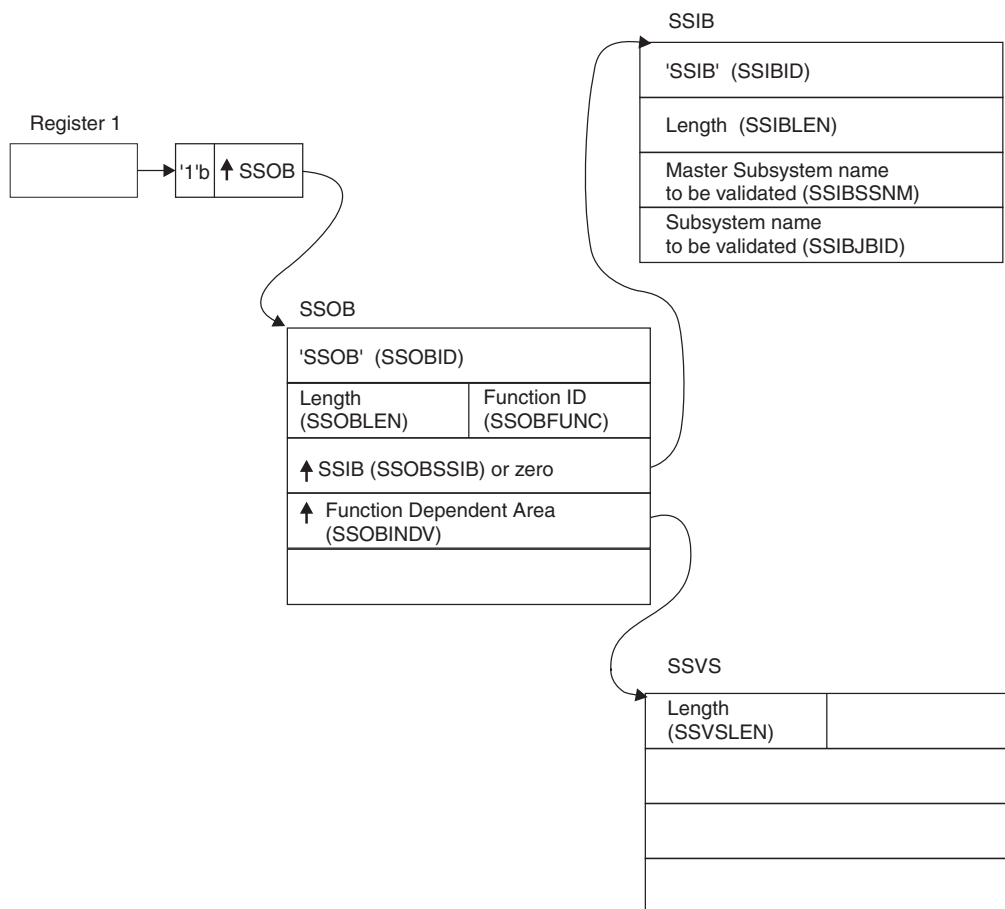 SSIB
'SSIB' (SSIBID)
Length (SSIBLEN)
Master Subsystem name
to be validated (SSIBSSNM)
Subsystem name
to be validated (SSIBJBID)
Register 1
'1'b
↑ SSOB
SSOB
'SSOB' (SSOBID)
Length
(SSOBLEN)
Function ID
(SSOBFUNC)
↑ SSIB (SSOBSSIB) or zero
↑ Function Dependent Area
(SSOBINDV)
SSVS
Length
(SSVSLEN)